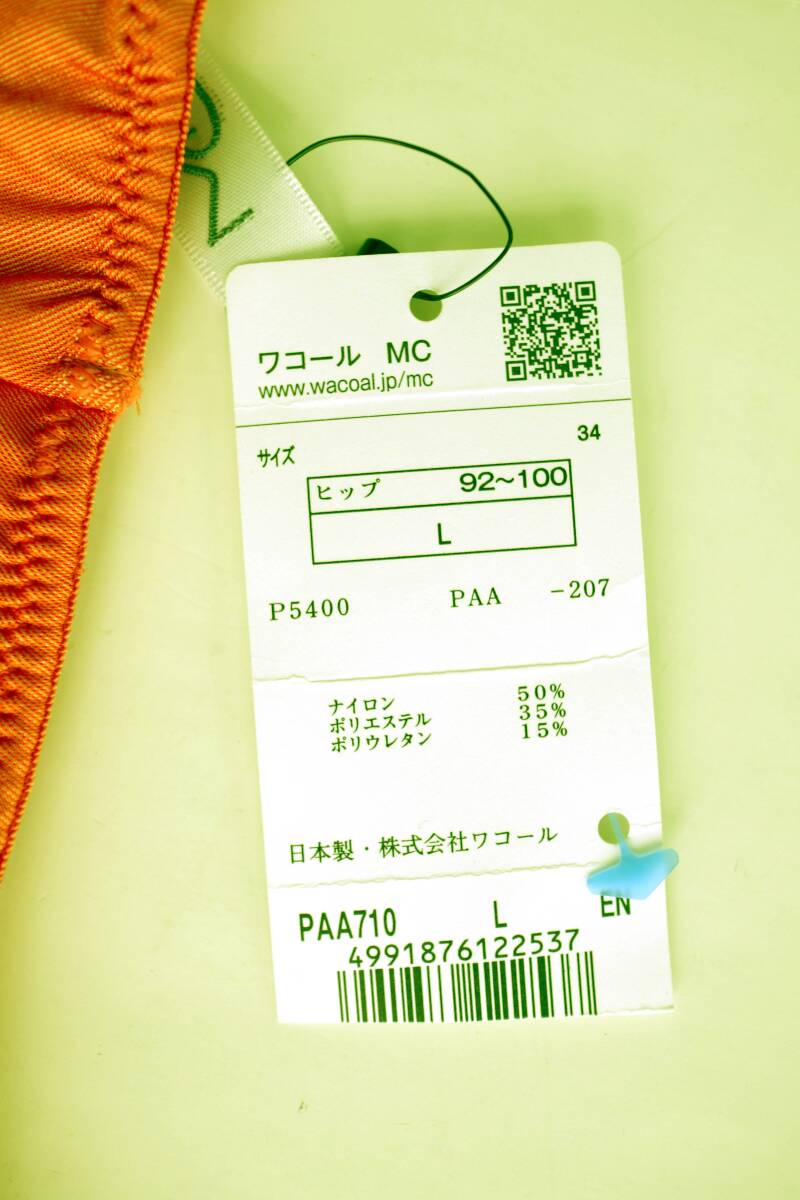 ワコール MC
www.wacoal.jp/mc
34
サイズ
ヒップ 92~100
L
P5400 PAA -207
ナイロン 50%
ポリエステル 35%
ポリウレタン 15%
日本製・株式会社ワコール
PAA710 L EN
4991876122537